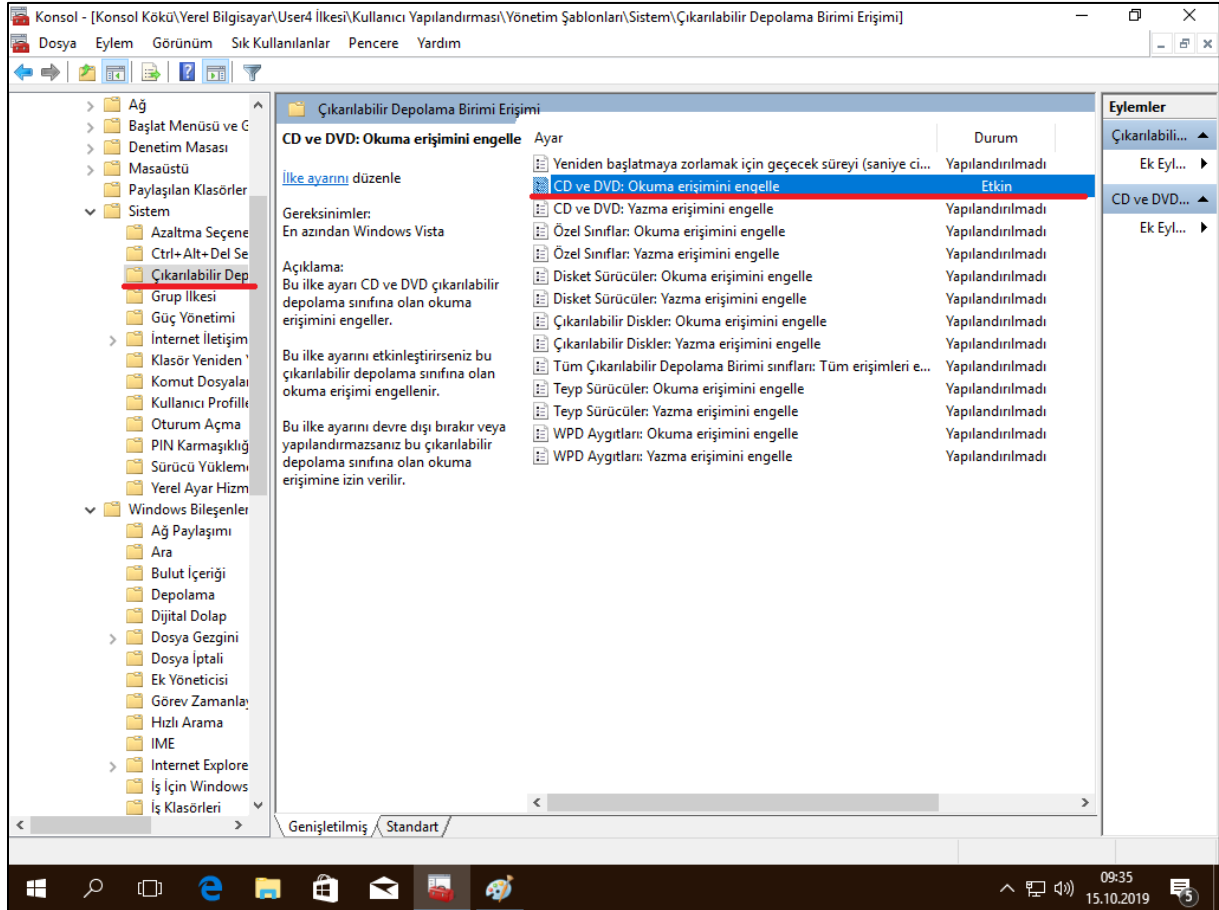 Konsol - [Konsol Kökü\Yerel Bilgisayar\User4 İlkesi\Kullanıcı Yapılandırması\Yönetim Şablonları\Sistem\Çıkarılabilir Depolama Birimi Erişimi]
Dosya Eylem Görünüm Sık Kullanılanlar Pencere Yardım
Ağ
Başlat Menüsü ve G
Denetim Masası
Masaüstü
Paylaşılan Klasörler
Sistem
Azaltma Seçene
Ctrl+Alt+Del Se
Çıkarılabilir Dep
Grup İlkesi
Güç Yönetimi
İnternet İletişim
Klasör Yeniden
Komut Dosyaları
Kullanıcı Profille
Oturum Açma
PIN Karmaşıklığ
Sürücü Yükleme
Yerel Ayar Hizm
Windows Bileşenler
Ağ Paylaşımı
Ara
Bulut İçeriği
Depolama
Dijital Dolap
Dosya Gezgini
Dosya İptali
Ek Yöneticisi
Görev Zamanlay
Hızlı Arama
IME
Internet Explore
İş İçin Windows
İş Klasörleri
Çıkarılabilir Depolama Birimi Erişimi
CD ve DVD: Okuma erişimini engelle
İlke ayarını düzenle
Gereksinimler:
En azından Windows Vista
Açıklama:
Bu ilke ayarı CD ve DVD çıkarılabilir
depolama sınıfına olan okuma
erişimini engeller.
Bu ilke ayarını etkinleştirirseniz bu
çıkarılabilir depolama sınıfına olan
okuma erişimi engellenir.
Bu ilke ayarını devre dışı bırakır veya
yapılandırmazsanız bu çıkarılabilir
depolama sınıfına olan okuma
erişimine izin verilir.
Ayar Durum
Yeniden başlatmaya zorlamak için geçecek süreyi (saniye ci... Yapılandırılmadı
CD ve DVD: Okuma erişimini engelle Etkin
CD ve DVD: Yazma erişimini engelle Yapılandırılmadı
Özel Sınıflar: Okuma erişimini engelle Yapılandırılmadı
Özel Sınıflar: Yazma erişimini engelle Yapılandırılmadı
Disket Sürücüler: Okuma erişimini engelle Yapılandırılmadı
Disket Sürücüler: Yazma erişimini engelle Yapılandırılmadı
Çıkarılabilir Diskler: Okuma erişimini engelle Yapılandırılmadı
Çıkarılabilir Diskler: Yazma erişimini engelle Yapılandırılmadı
Tüm Çıkarılabilir Depolama Birimi sınıfları: Tüm erişimleri e... Yapılandırılmadı
Teyp Sürücüler: Okuma erişimini engelle Yapılandırılmadı
Teyp Sürücüler: Yazma erişimini engelle Yapılandırılmadı
WPD Aygıtları: Okuma erişimini engelle Yapılandırılmadı
WPD Aygıtları: Yazma erişimini engelle Yapılandırılmadı
Genişletilmiş Standart
Eylemler
Çıkarılabili...
Ek Eyl...
CD ve DVD...
Ek Eyl...
09:35
15.10.2019
5